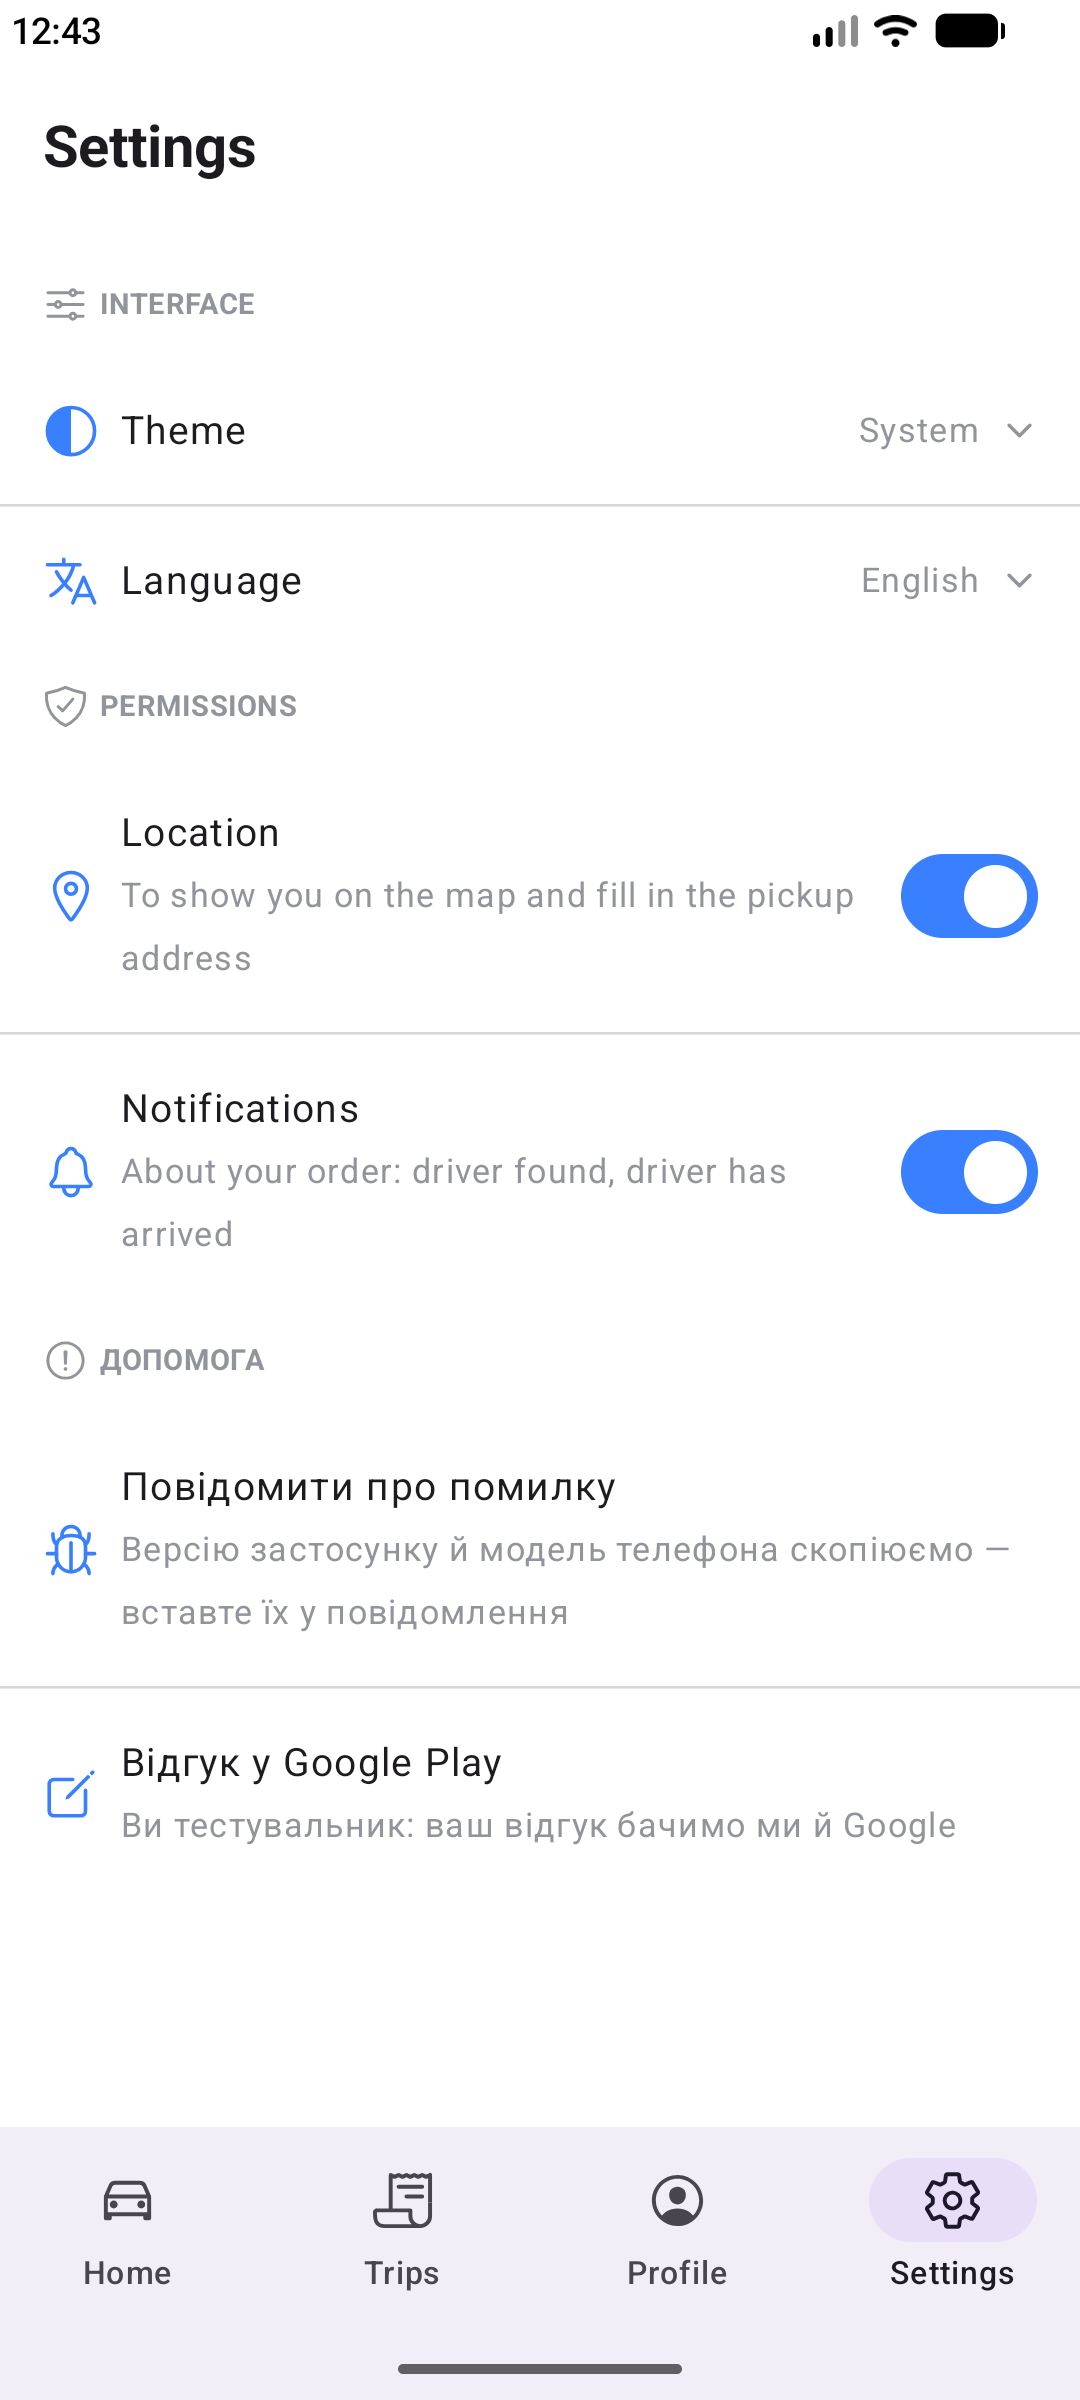 12:43
Settings
INTERFACE
Theme
System
Language
English
PERMISSIONS
Location
To show you on the map and fill in the pickup
address
Notifications
About your order: driver found, driver has
arrived
ДОПОМОГА
Повідомити про помилку
Версію застосунку й модель телефона скопіюємо —
вставте їх у повідомлення
Відгук у Google Play
Ви тестувальник: ваш відгук бачимо ми й Google
Home
Trips
Profile
Settings